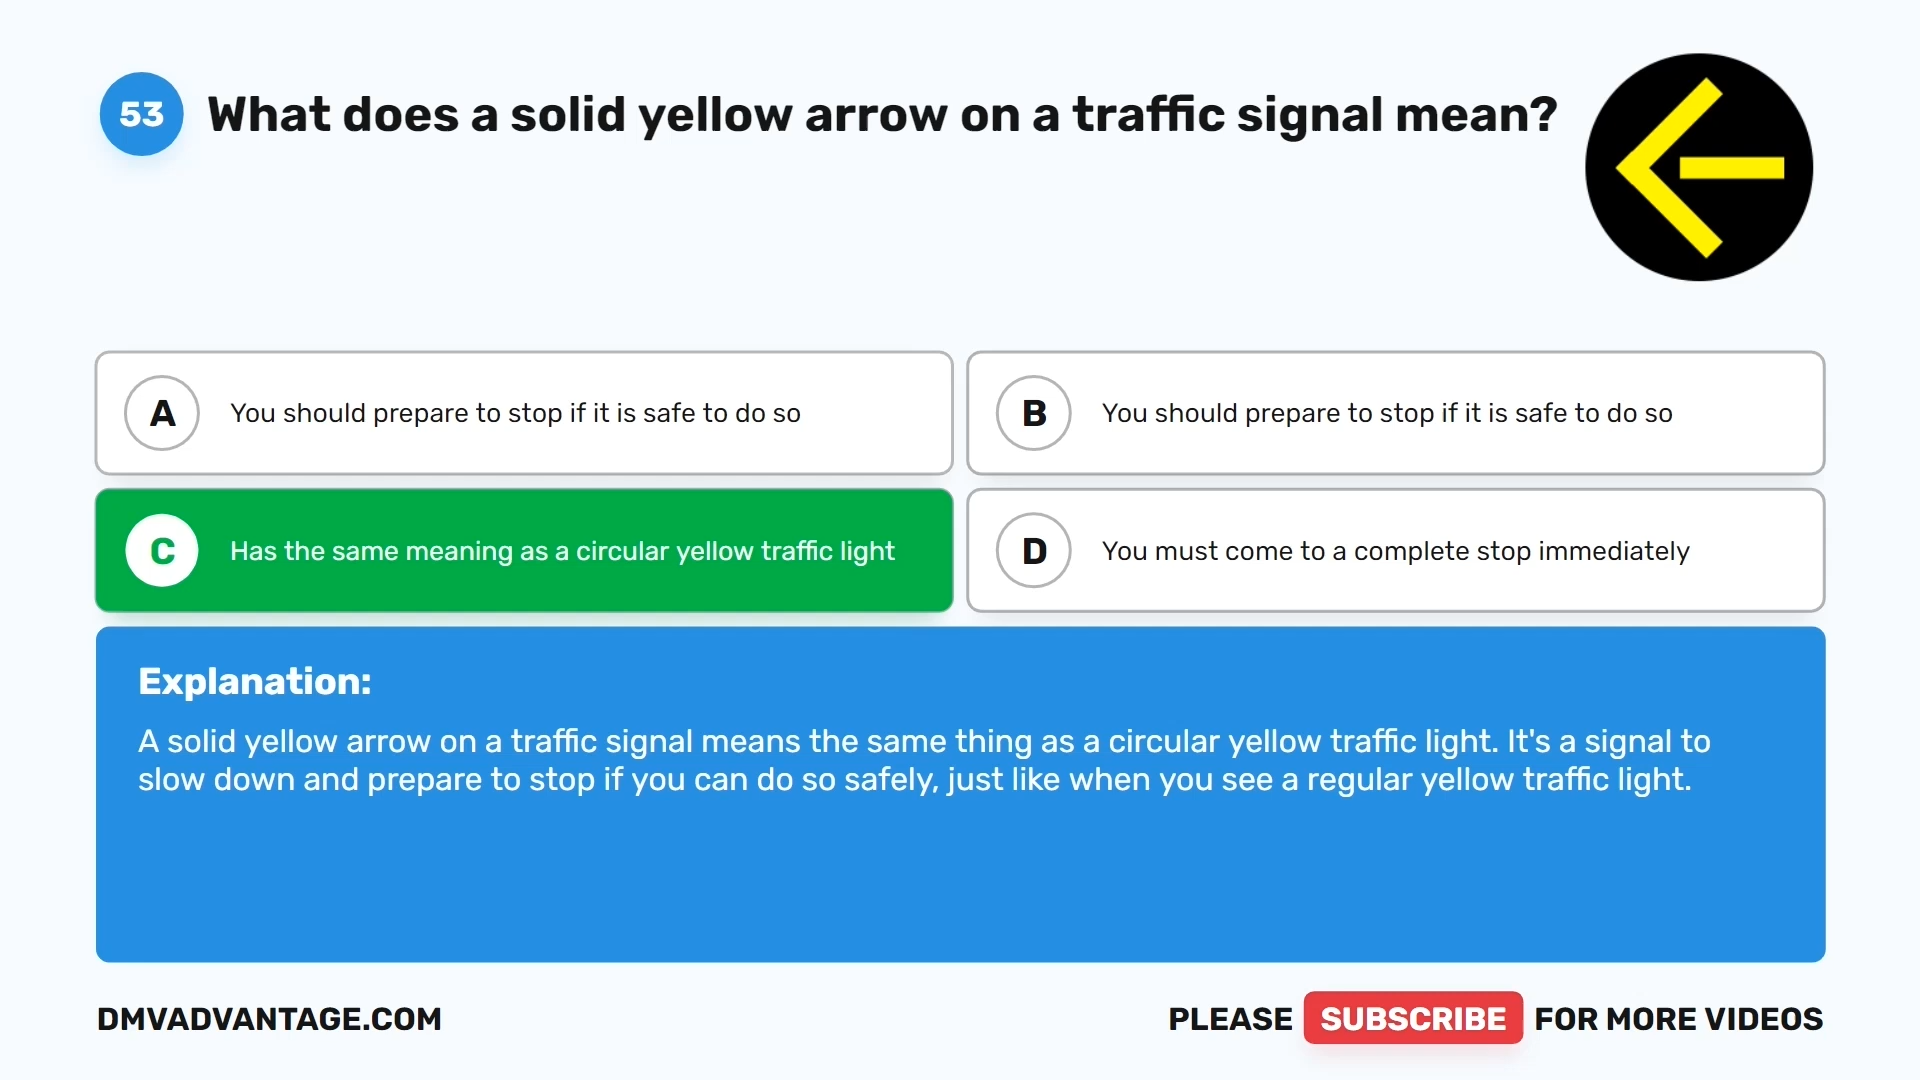 53
What does a solid yellow arrow on a traffic signal mean?
A
You should prepare to stop if it is safe to do so
B
You should prepare to stop if it is safe to do so
C
Has the same meaning as a circular yellow traffic light
D
You must come to a complete stop immediately
Explanation:
A solid yellow arrow on a traffic signal means the same thing as a circular yellow traffic light. It's a signal to
slow down and prepare to stop if you can do so safely, just like when you see a regular yellow traffic light.
DMVADVANTAGE.COM
PLEASE SUBSCRIBE FOR MORE VIDEOS